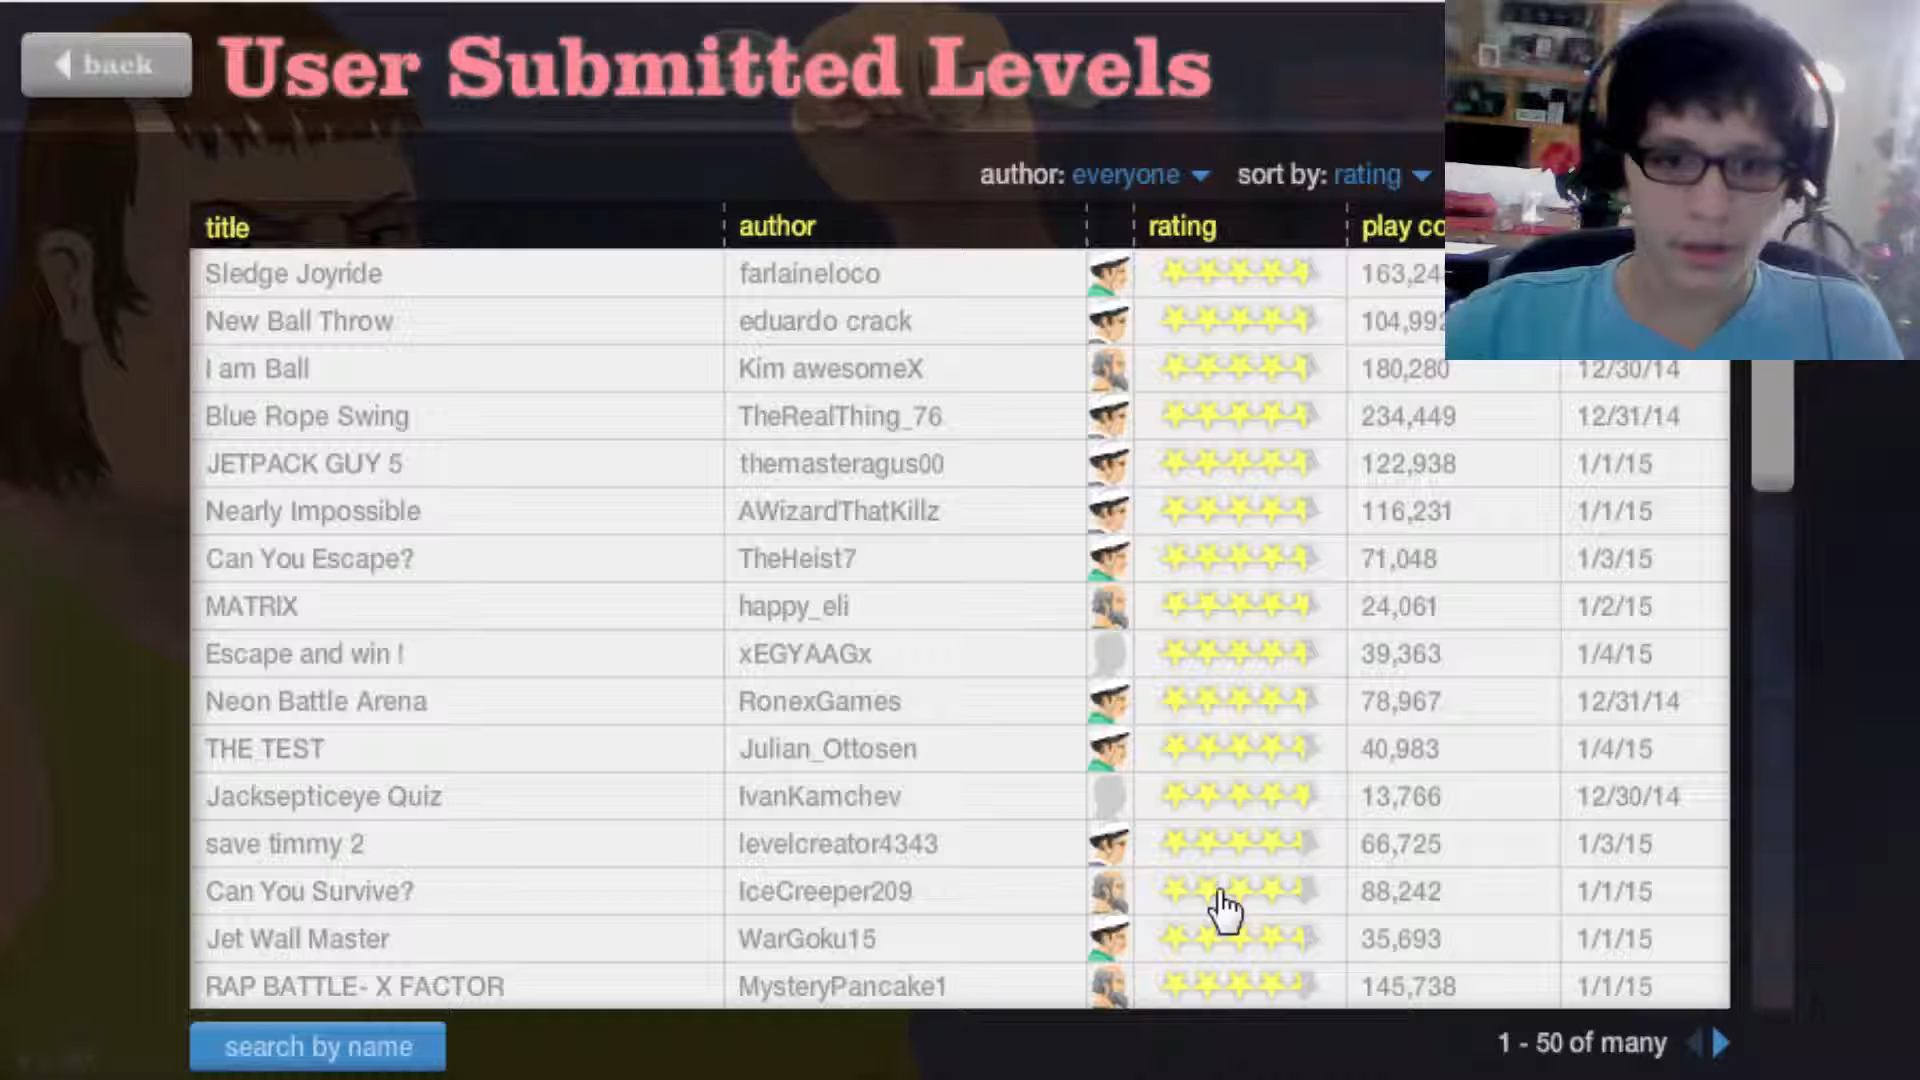 back
User Submitted Levels
author: everyone sort by: rating
title author rating play co
Sledge Joyride farlaineloco 163,24
New Ball Throw eduardo crack 104,992
I am Ball Kim awesomeX 180,280 12/30/14
Blue Rope Swing TheRealThing_76 234,449 12/31/14
JETPACK GUY 5 themasteragus00 122,938 1/1/15
Nearly Impossible AWizardThatKillz 116,231 1/1/15
Can You Escape? TheHeist7 71,048 1/3/15
MATRIX happy_eli 24,061 1/2/15
Escape and win ! xEGYAAGx 39,363 1/4/15
Neon Battle Arena RonexGames 78,967 12/31/14
THE TEST Julian_Ottosen 40,983 1/4/15
Jacksepticeye Quiz IvanKamchev 13,766 12/30/14
save timmy 2 levelcreator4343 66,725 1/3/15
Can You Survive? IceCreeper209 88,242 1/1/15
Jet Wall Master WarGoku15 35,693 1/1/15
RAP BATTLE- X FACTOR MysteryPancake1 145,738 1/1/15
search by name 1 - 50 of many